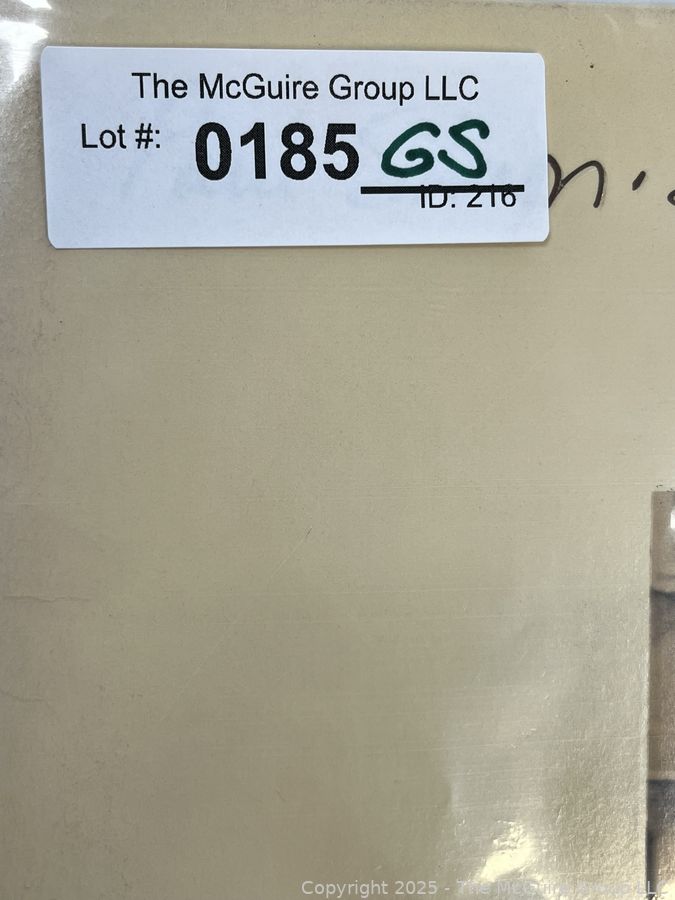 The McGuire Group LLC
Lot #: 0185 GS
ID: 216
Copyright 2025 - The McGuire Group LLC